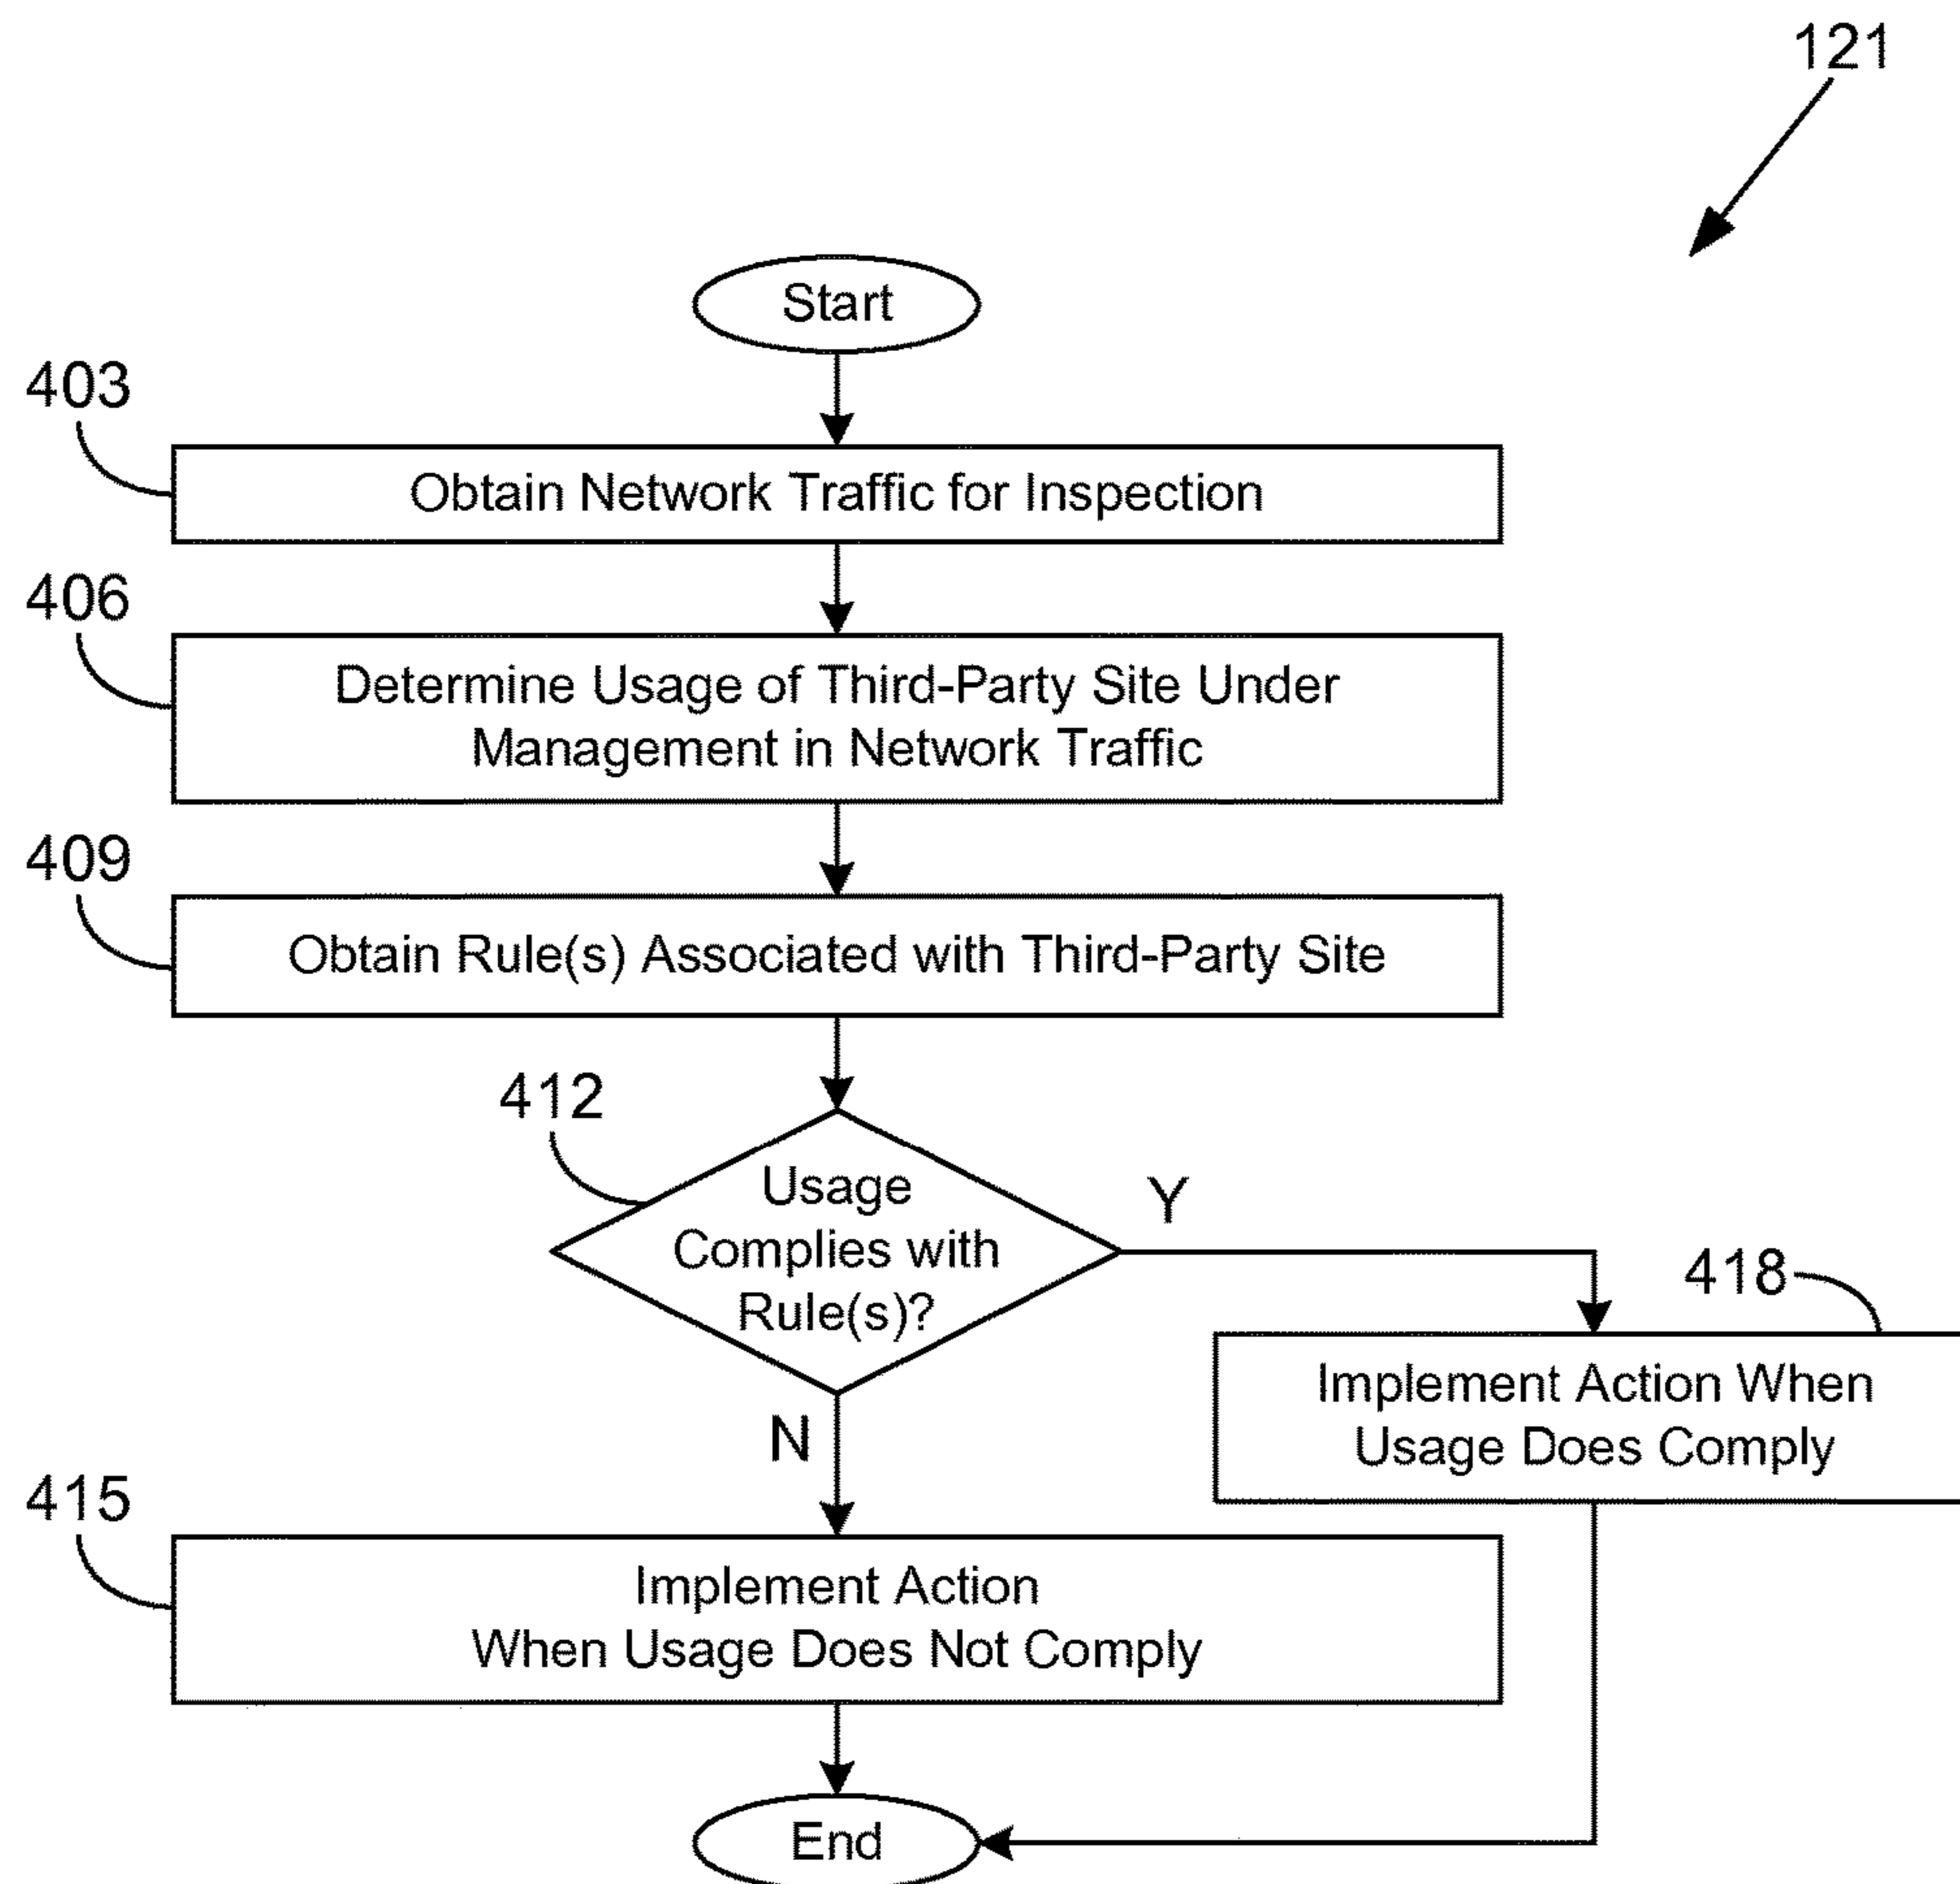 121
Start
403
Obtain Network Traffic for Inspection
406
Determine Usage of Third-Party Site Under
Management in Network Traffic
409
Obtain Rule(s) Associated with Third-Party Site
412
Usage
Complies with
Rule(s)?
Y
418
Implement Action When
Usage Does Comply
N
415
Implement Action
When Usage Does Not Comply
End